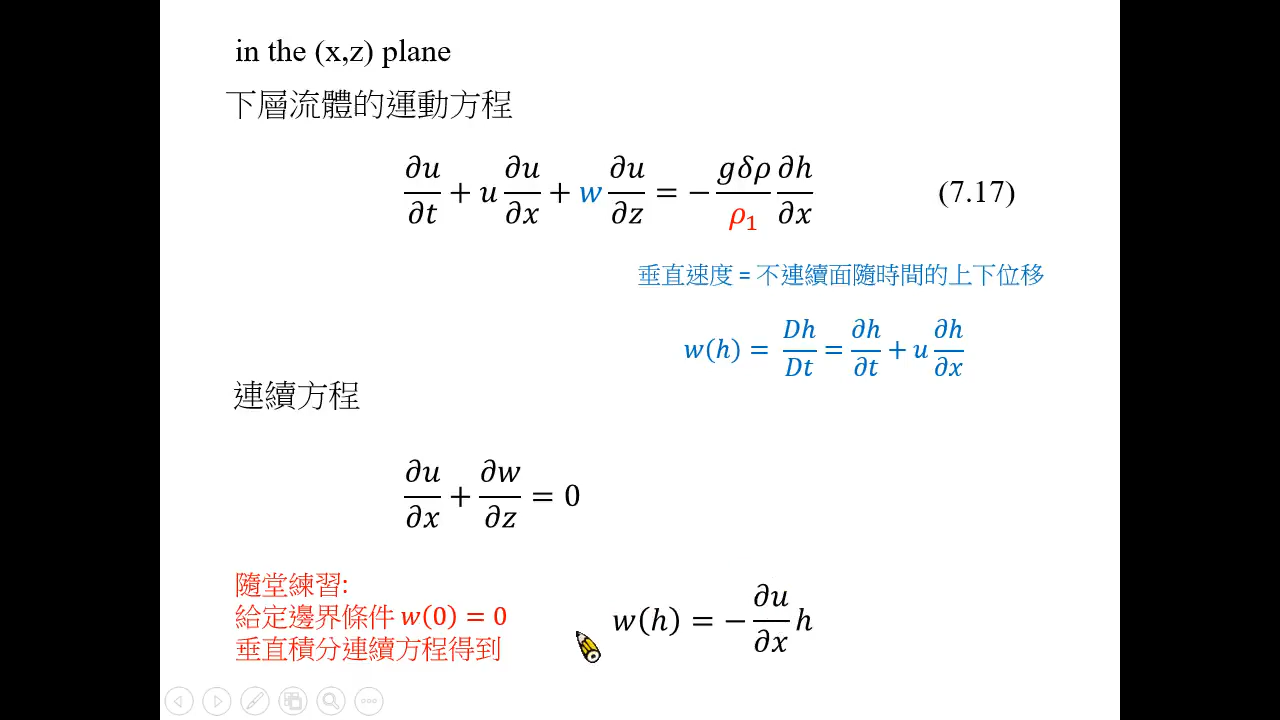 in the (x,z) plane
下層流體的運動方程
∂u/∂t + u ∂u/∂x + w ∂u/∂z = − gδρ/ρ₁ ∂h/∂x (7.17)
垂直速度 = 不連續面隨時間的上下位移
w(h) = Dh/Dt = ∂h/∂t + u ∂h/∂x
連續方程
∂u/∂x + ∂w/∂z = 0
隨堂練習:
給定邊界條件 w(0) = 0
垂直積分連續方程得到
w(h) = − ∂u/∂x h